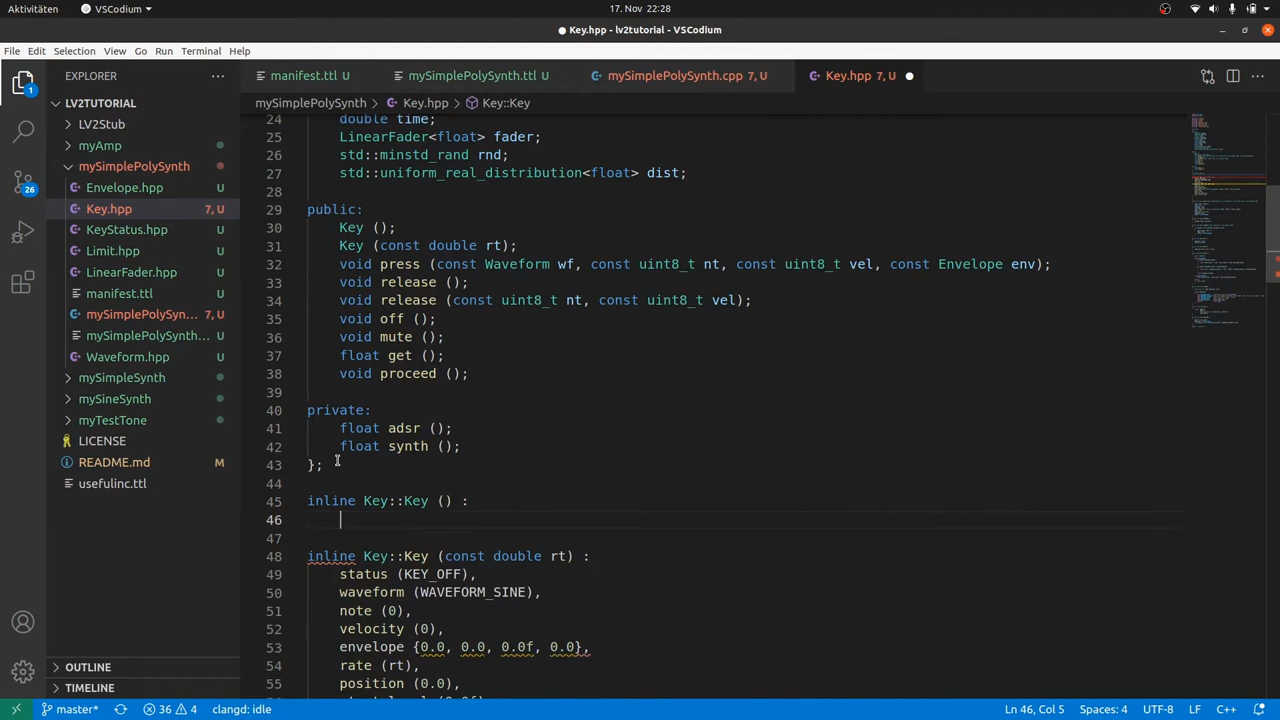 Aktivitäten
VSCodium
17. Nov 22:28
Key.hpp - lv2tutorial - VSCodium
File Edit Selection View Go Run Terminal Help
EXPLORER
manifest.ttl U
mySimplePolySynth.ttl U
mySimplePolySynth.cpp 7, U
Key.hpp 7, U
LV2TUTORIAL
mySimplePolySynth > Key.hpp > Key::Key
LV2Stub
myAmp
mySimplePolySynth
Envelope.hpp U
Key.hpp 7, U
KeyStatus.hpp U
Limit.hpp U
LinearFader.hpp U
manifest.ttl U
mySimplePolySyn... 7, U
mySimplePolySynth... U
Waveform.hpp U
mySimpleSynth
mySineSynth
myTestTone
LICENSE
README.md M
usefulinc.ttl
OUTLINE
TIMELINE
1
26
24 double time;
25 LinearFader<float> fader;
26 std::minstd_rand rnd;
27 std::uniform_real_distribution<float> dist;
28
29 public:
30 Key ();
31 Key (const double rt);
32 void press (const Waveform wf, const uint8_t nt, const uint8_t vel, const Envelope env);
33 void release ();
34 void release (const uint8_t nt, const uint8_t vel);
35 void off ();
36 void mute ();
37 float get ();
38 void proceed ();
39
40 private:
41 float adsr ();
42 float synth ();
43 };
44
45 inline Key::Key () :
46
47
48 inline Key::Key (const double rt) :
49 status (KEY_OFF),
50 waveform (WAVEFORM_SINE),
51 note (0),
52 velocity (0),
53 envelope {0.0, 0.0, 0.0f, 0.0},
54 rate (rt),
55 position (0.0),
master*
36 4
clangd: idle
Ln 46, Col 5
Spaces: 4
UTF-8
LF
C++